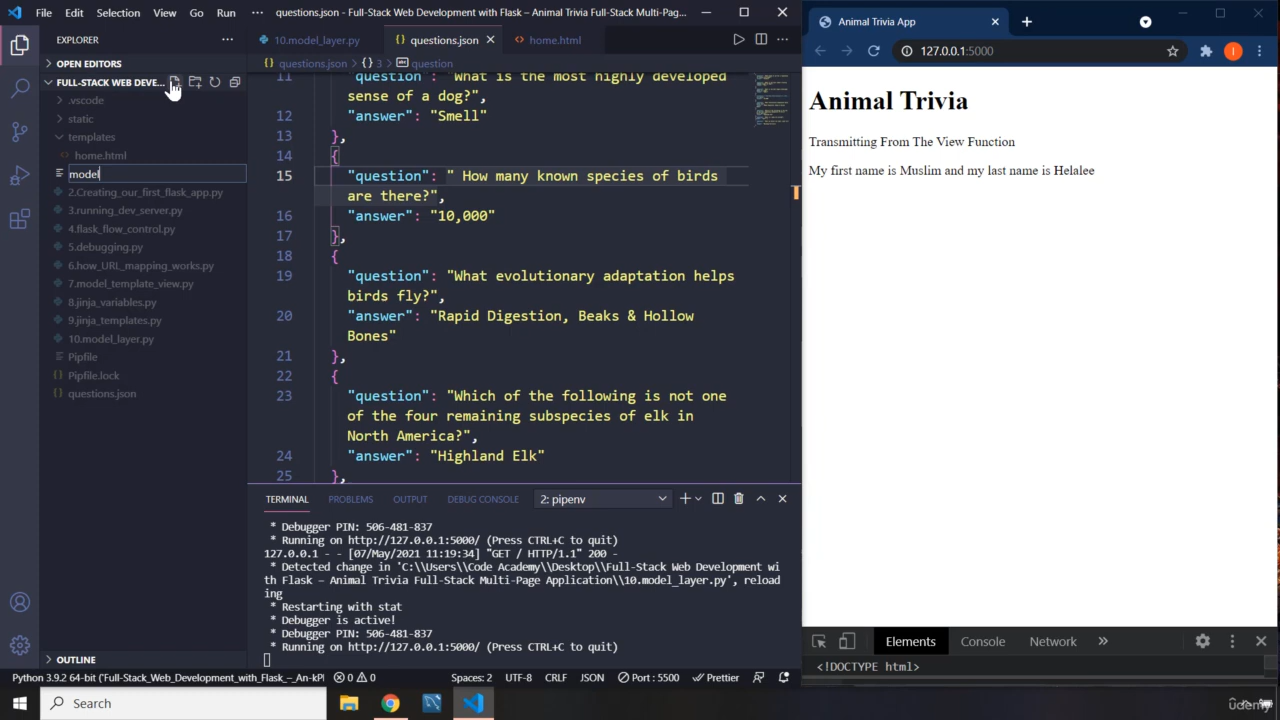 File Edit Selection View Go Run ··· questions.json - Full-Stack Web Development with Flask – Animal Trivia Full-Stack Multi-Pag...
Animal Trivia App
EXPLORER
10.model_layer.py questions.json home.html
127.0.0.1:5000
OPEN EDITORS
questions.json > {} 3 > question
FULL-STACK WEB DEVE...
.vscode
static
templates
home.html
model
2.Creating_our_first_flask_app.py
3.running_dev_server.py
4.flask_flow_control.py
5.debugging.py
6.how_URL_mapping_works.py
7.model_template_view.py
8.jinja_variables.py
9.jinja_templates.py
10.model_layer.py
Pipfile
Pipfile.lock
questions.json
OUTLINE
11 "question": "What is the most highly developed
sense of a dog?",
12 "answer": "Smell"
13 },
14 {
15 "question": " How many known species of birds
are there?",
16 "answer": "10,000"
17 },
18 {
19 "question": "What evolutionary adaptation helps
birds fly?",
20 "answer": "Rapid Digestion, Beaks & Hollow
Bones"
21 },
22 {
23 "question": "Which of the following is not one
of the four remaining subspecies of elk in
North America?",
24 "answer": "Highland Elk"
25 },
TERMINAL PROBLEMS OUTPUT DEBUG CONSOLE 2: pipenv
* Debugger PIN: 506-481-837
* Running on http://127.0.0.1:5000/ (Press CTRL+C to quit)
127.0.0.1 - - [07/May/2021 11:19:34] "GET / HTTP/1.1" 200 -
* Detected change in 'C:\\Users\\Code Academy\\Desktop\\Full-Stack Web Development wi
th Flask – Animal Trivia Full-Stack Multi-Page Application\\10.model_layer.py', reload
ing
* Restarting with stat
* Debugger is active!
* Debugger PIN: 506-481-837
* Running on http://127.0.0.1:5000/ (Press CTRL+C to quit)
Animal Trivia
Transmitting From The View Function
My first name is Muslim and my last name is Helalee
Elements Console Network
<!DOCTYPE html>
Python 3.9.2 64-bit ('Full-Stack_Web_Development_with_Flask_–_An-kPl 0 0 Spaces: 2 UTF-8 CRLF JSON Port : 5500 Prettier
Search
udemy